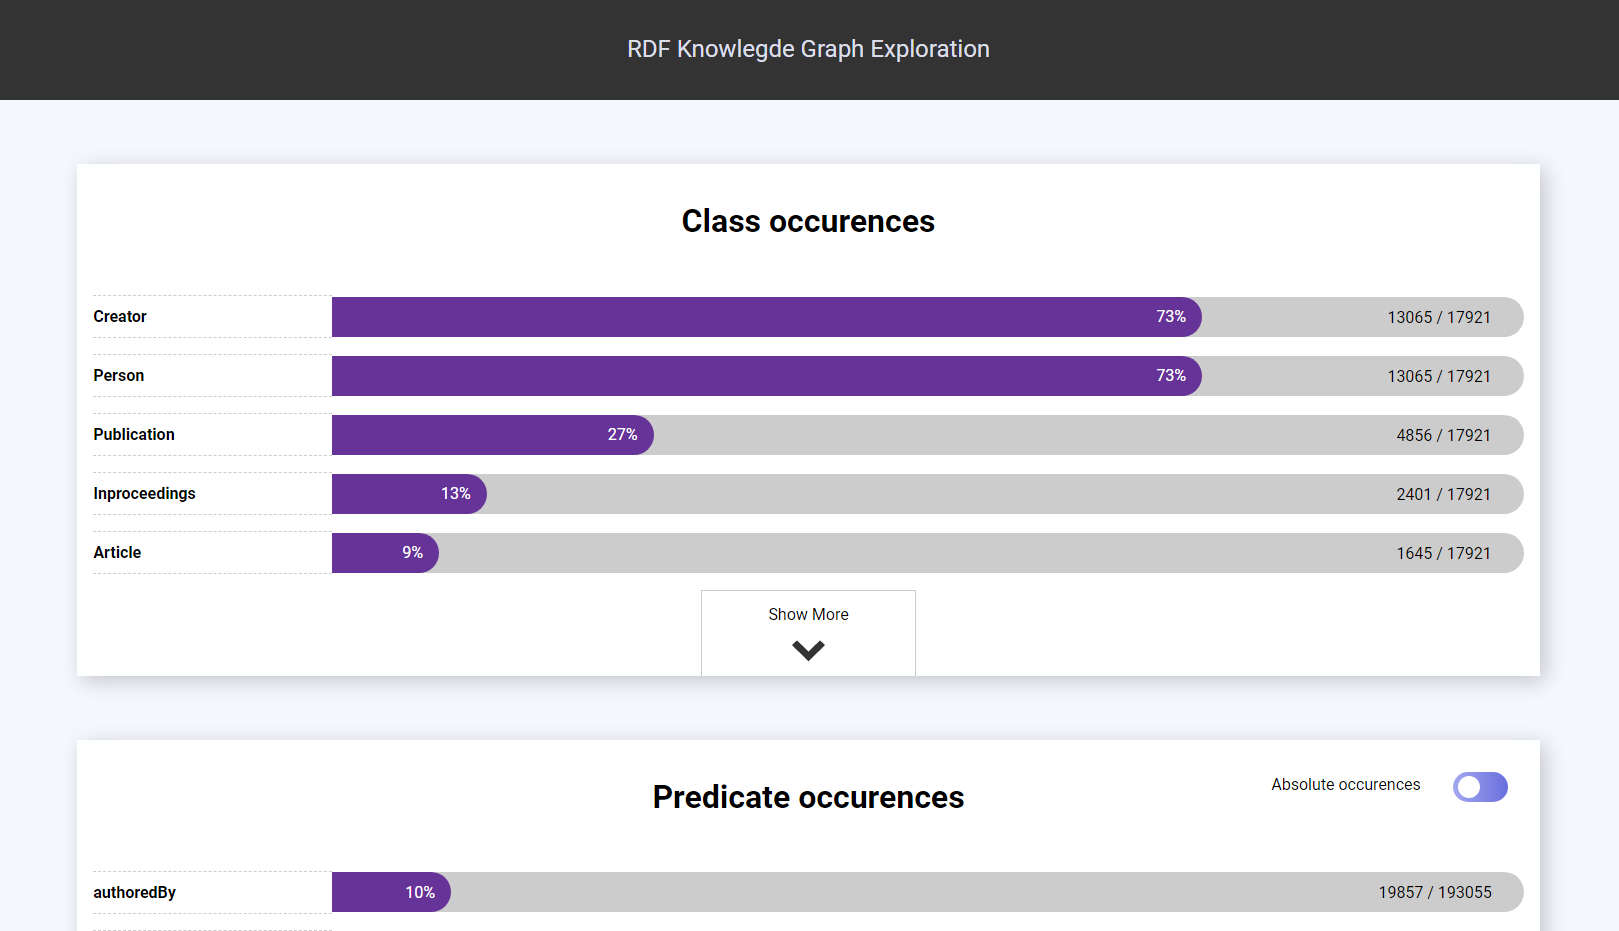 RDF Knowlegde Graph Exploration
Class occurences
Creator 73% 13065 / 17921
Person 73% 13065 / 17921
Publication 27% 4856 / 17921
Inproceedings 13% 2401 / 17921
Article 9% 1645 / 17921
Show More
Predicate occurences Absolute occurences
authoredBy 10% 19857 / 193055